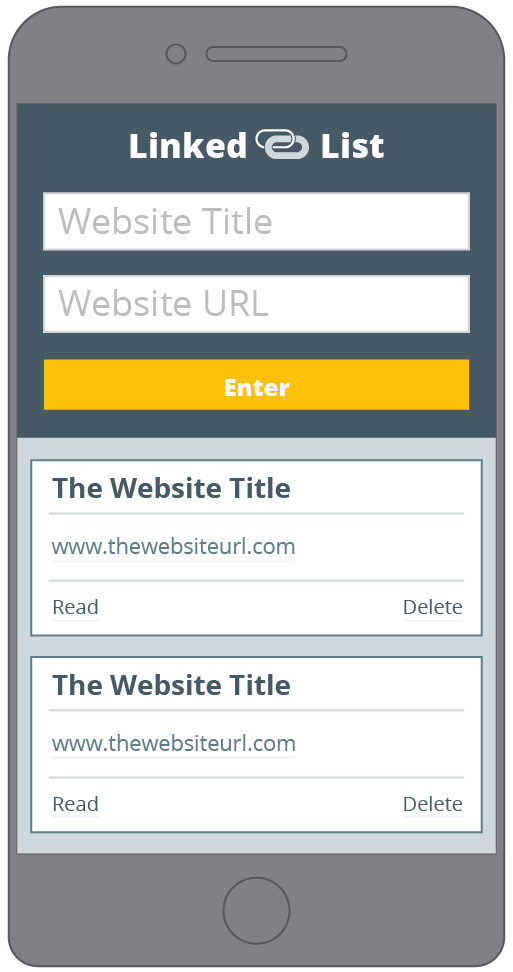 Linked List
Website Title
Website URL
Enter
The Website Title
www.thewebsiteurl.com
Read Delete
The Website Title
www.thewebsiteurl.com
Read Delete